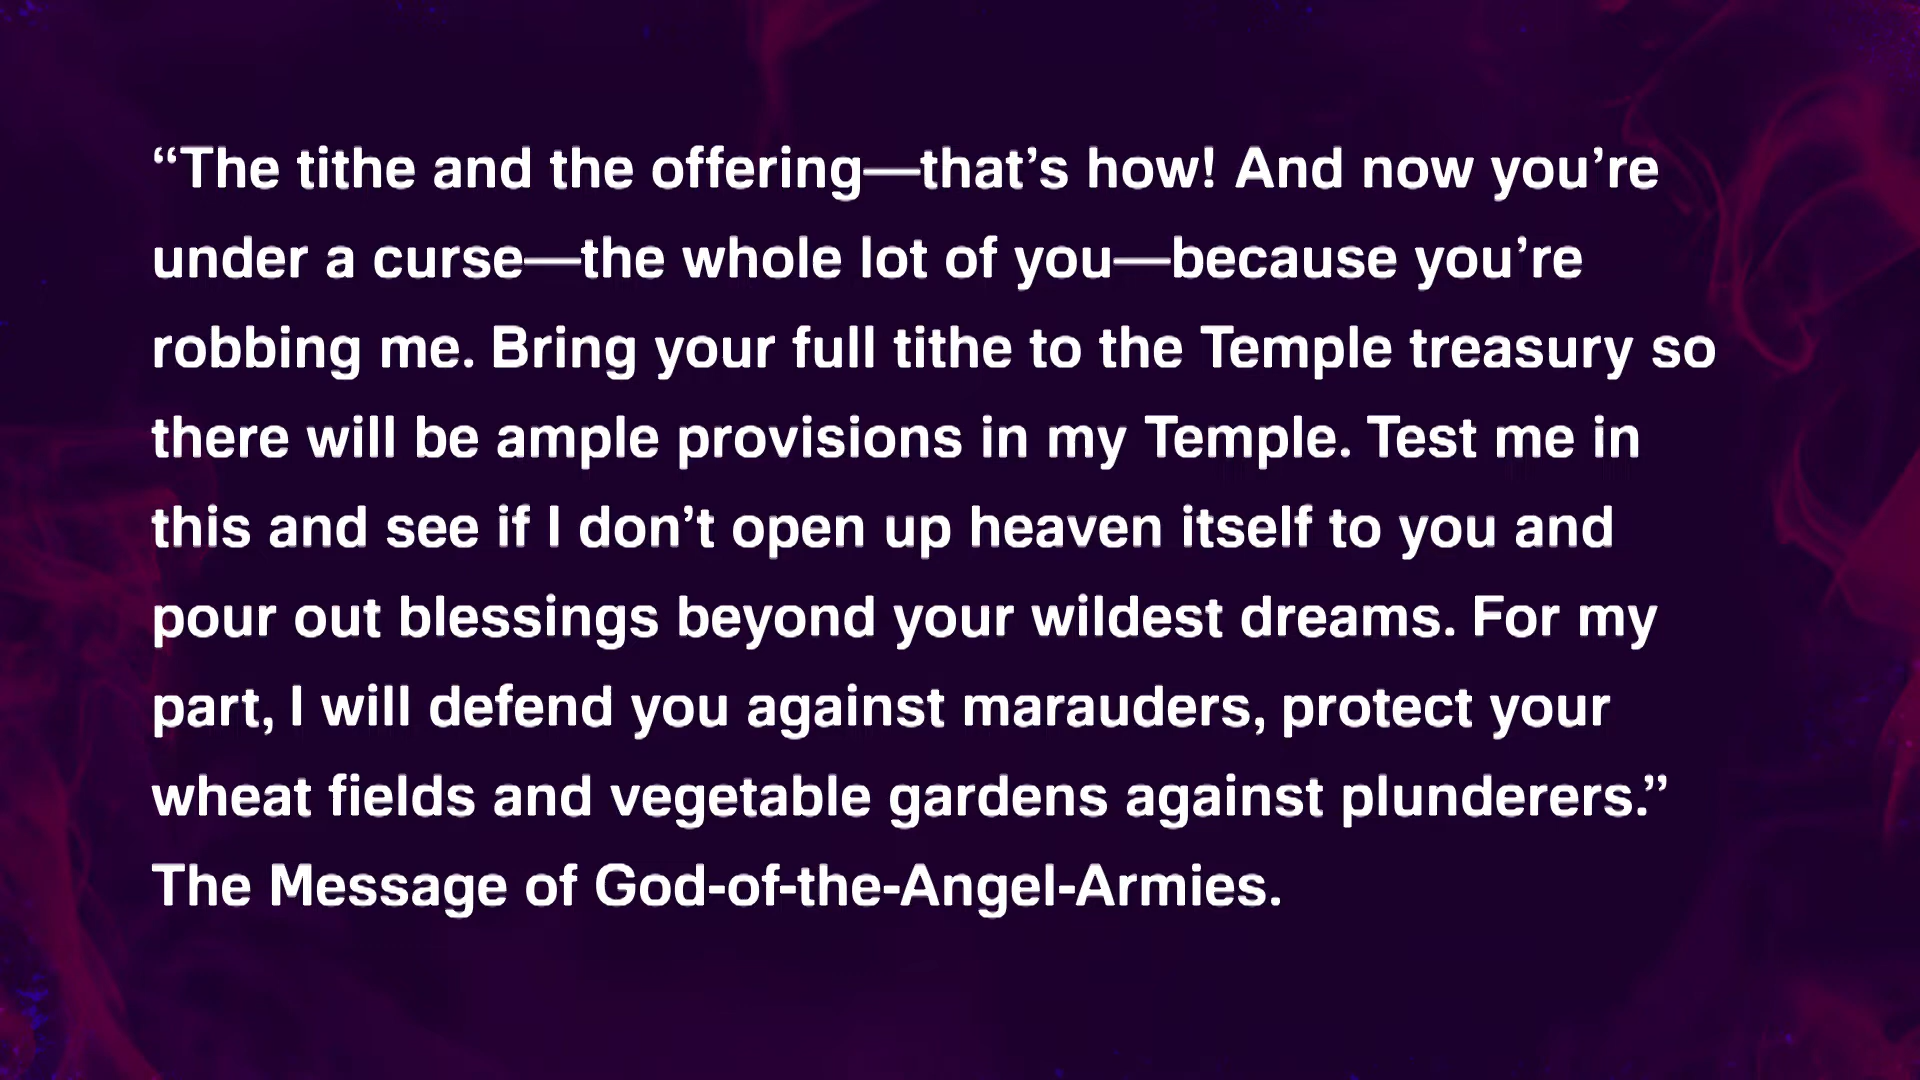 “The tithe and the offering—that’s how! And now you’re
under a curse—the whole lot of you—because you’re
robbing me. Bring your full tithe to the Temple treasury so
there will be ample provisions in my Temple. Test me in
this and see if I don’t open up heaven itself to you and
pour out blessings beyond your wildest dreams. For my
part, I will defend you against marauders, protect your
wheat fields and vegetable gardens against plunderers.”
The Message of God-of-the-Angel-Armies.